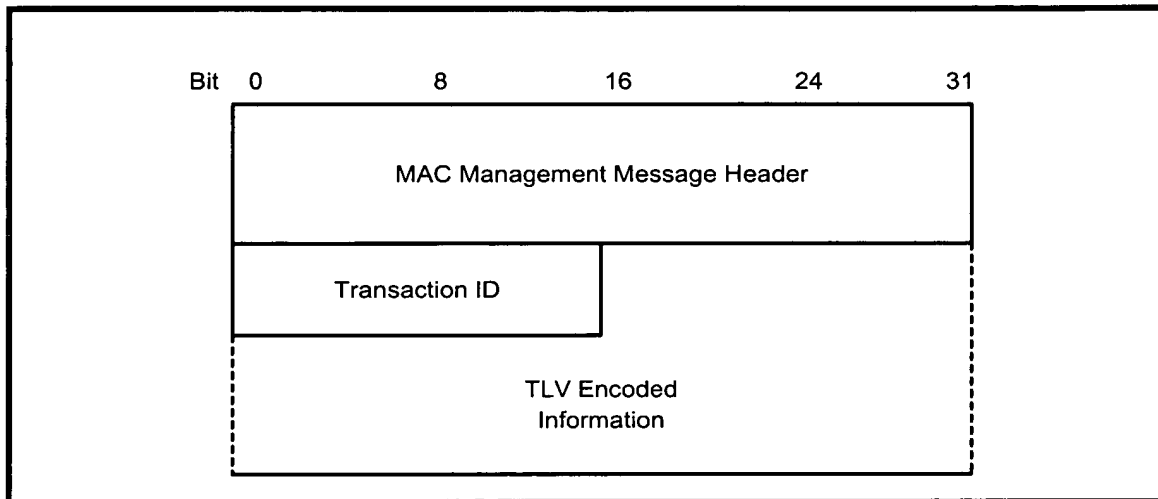 Bit 0 8 16 24 31
MAC Management Message Header
Transaction ID
TLV Encoded
Information